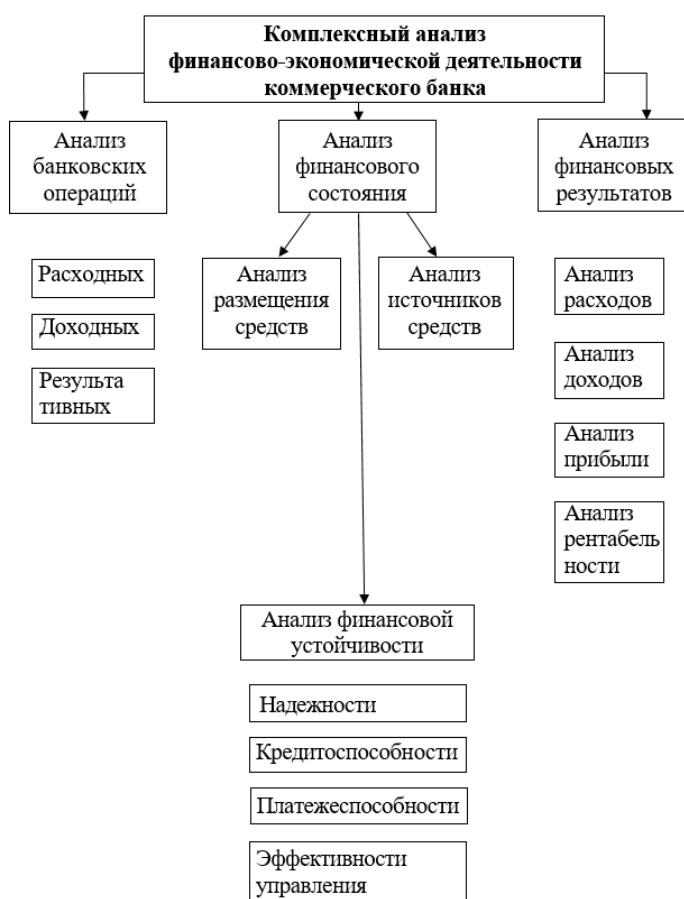 Комплексный анализ
финансово-экономической деятельности
коммерческого банка
Анализ
банковских
операций
Анализ
финансового
состояния
Анализ
финансовых
результатов
Расходных
Доходных
Результа
тивных
Анализ
размещения
средств
Анализ
источников
средств
Анализ
расходов
Анализ
доходов
Анализ
прибыли
Анализ
рентабель
ности
Анализ финансовой
устойчивости
Надежности
Кредитоспособности
Платежеспособности
Эффективности
управления